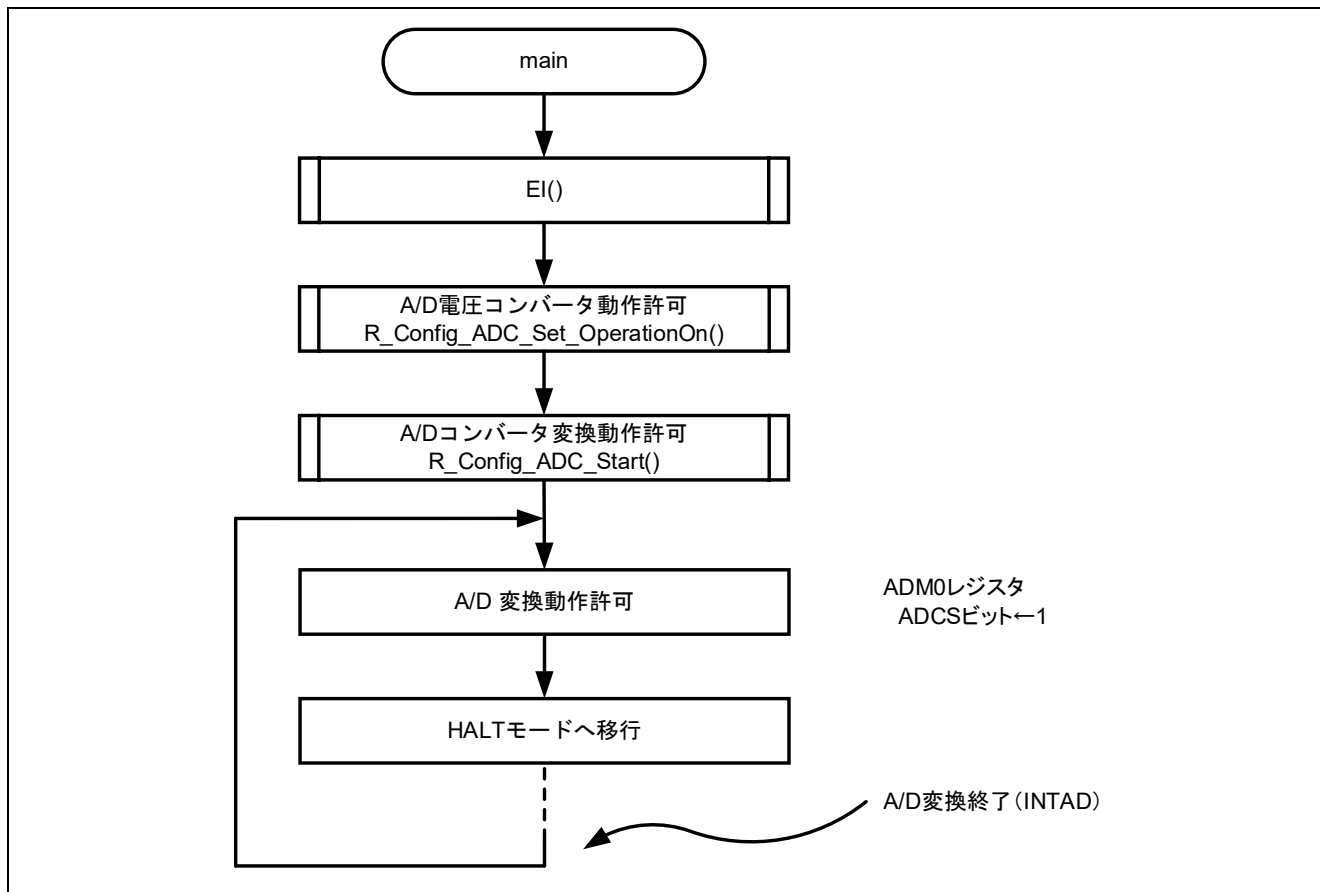 main
EI()
A/D電圧コンバータ動作許可
R_Config_ADC_Set_OperationOn()
A/Dコンバータ変換動作許可
R_Config_ADC_Start()
A/D 変換動作許可
ADM0レジスタ
ADCSビット←1
HALTモードへ移行
A/D変換終了（INTAD）